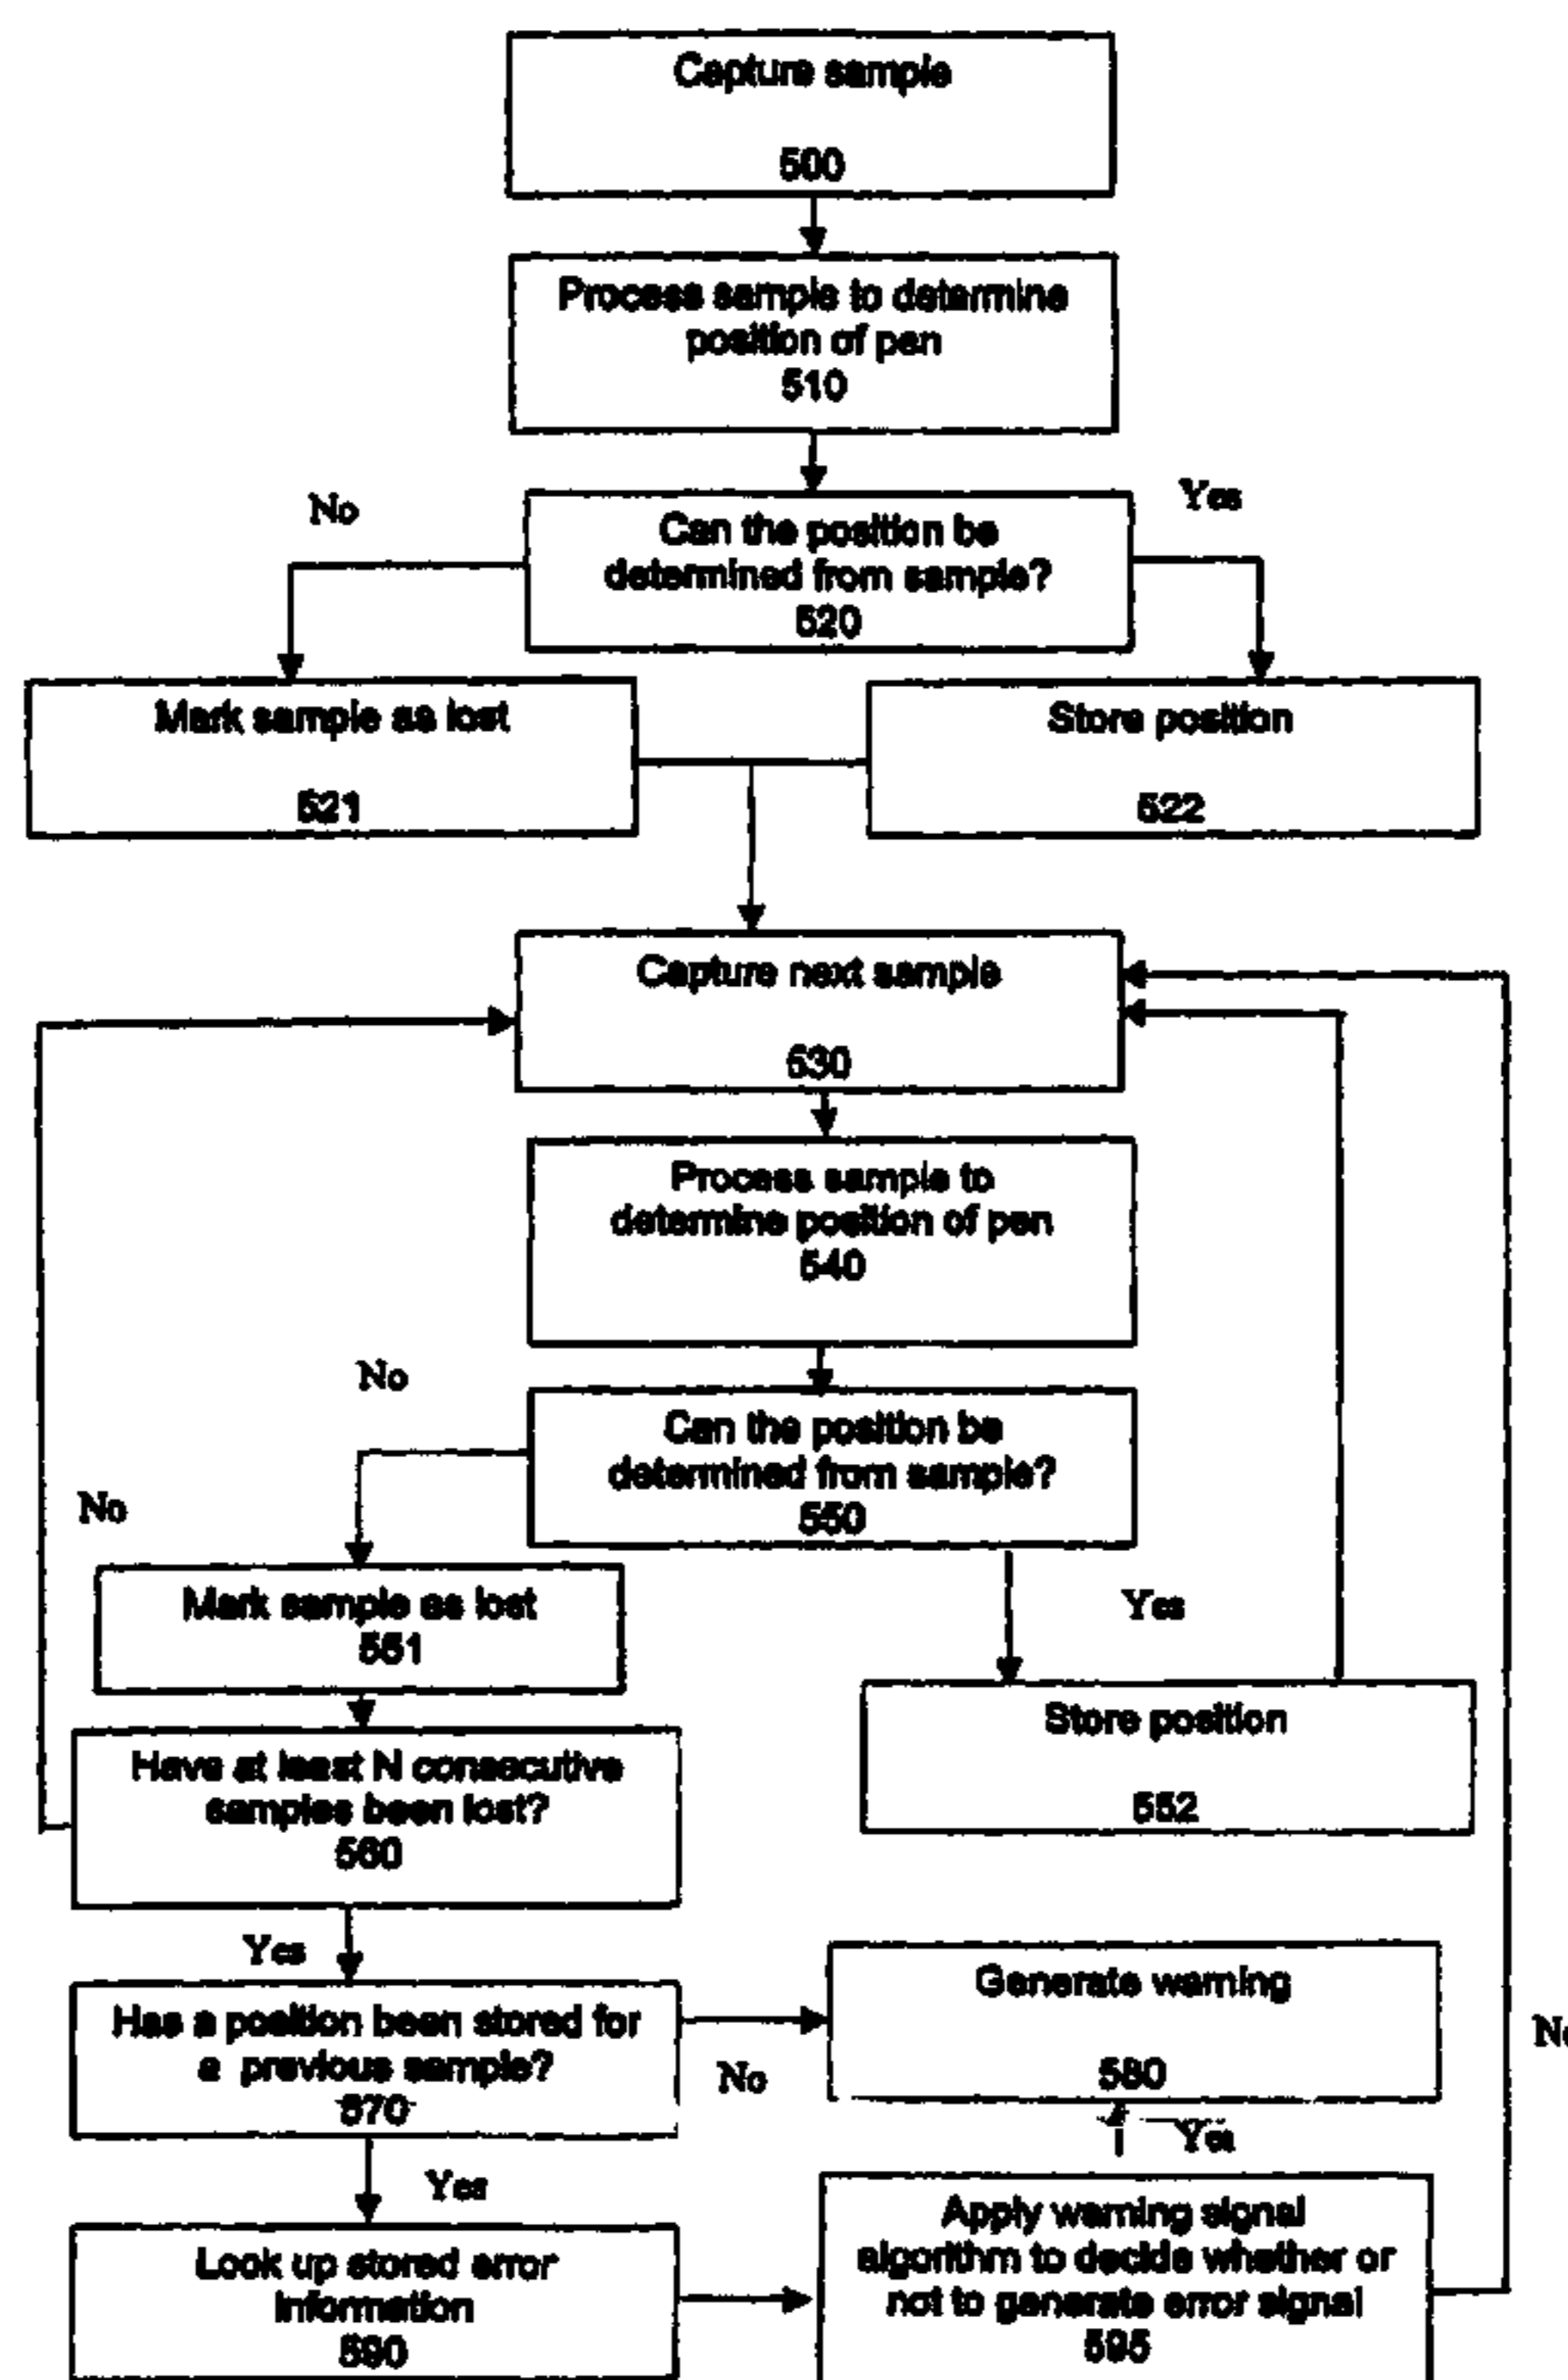 Capture sample
500
Process sample to determine
position of pen
510
No
Yes
Can the position be
determined from sample?
520
Mark sample as lost
521
Store position
522
Capture next sample
530
Process sample to
determine position of pen
540
No
Can the position be
determined from sample?
550
No
Mark sample as lost
551
Yes
Have at least N consecutive
samples been lost?
560
Store position
552
Yes
Has a position been stored for
a previous sample?
570
No
Generate warning
580
No
Yes
Yes
Look up stored error
information
590
Apply warning signal
algorithm to decide whether or
not to generate error signal
595